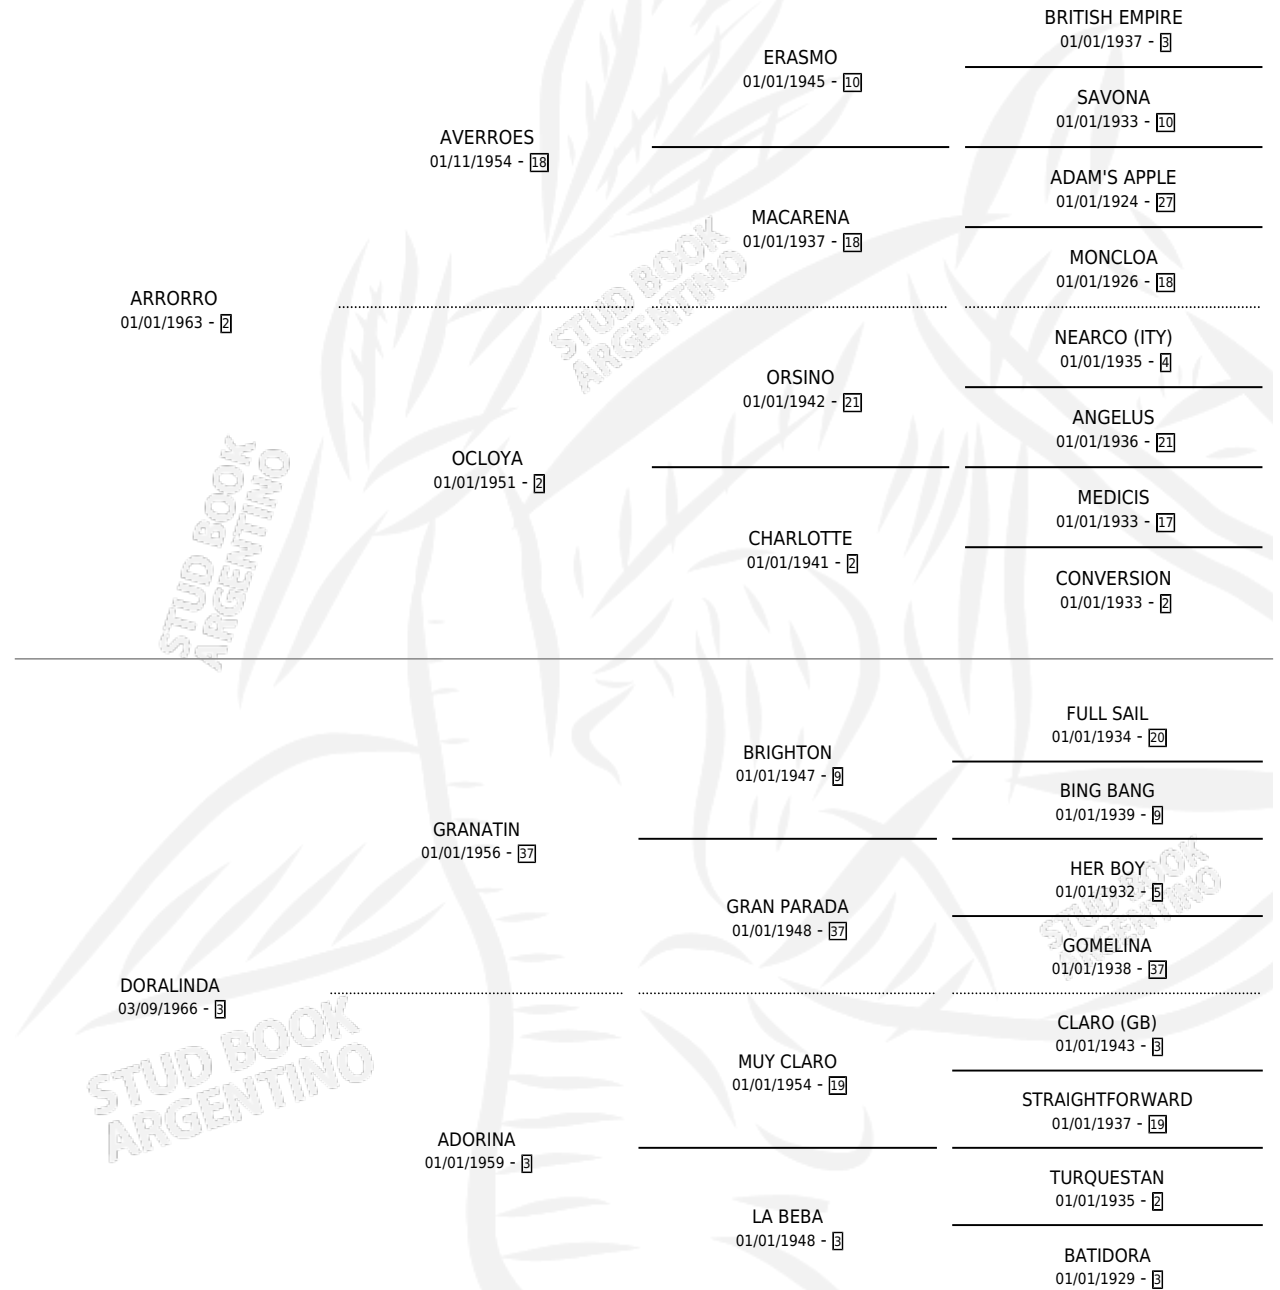 BRITISH EMPIRE
01/01/1937 - 3
ERASMO
01/01/1945 - 10
SAVONA
01/01/1933 - 10
AVERROES
01/11/1954 - 18
ADAM'S APPLE
01/01/1924 - 27
MACARENA
01/01/1937 - 18
MONCLOA
01/01/1926 - 18
ARRORRO
01/01/1963 - 2
NEARCO (ITY)
01/01/1935 - 4
ORSINO
01/01/1942 - 21
ANGELUS
01/01/1936 - 21
OCLOYA
01/01/1951 - 2
MEDICIS
01/01/1933 - 17
CHARLOTTE
01/01/1941 - 2
CONVERSION
01/01/1933 - 2
STUD BOOK
ARGENTINO
STUD BOOK
ARGENTINO
FULL SAIL
01/01/1934 - 20
BRIGHTON
01/01/1947 - 9
BING BANG
01/01/1939 - 9
GRANATIN
01/01/1956 - 37
HER BOY
01/01/1932 - 5
GRAN PARADA
01/01/1948 - 37
GOMELINA
01/01/1938 - 37
DORALINDA
03/09/1966 - 3
CLARO (GB)
01/01/1943 - 3
MUY CLARO
01/01/1954 - 19
STRAIGHTFORWARD
01/01/1937 - 19
ADORINA
01/01/1959 - 3
TURQUESTAN
01/01/1935 - 2
LA BEBA
01/01/1948 - 3
BATIDORA
01/01/1929 - 3
STUD BOOK
ARGENTINO
STUD BOOK
ARGENTINO